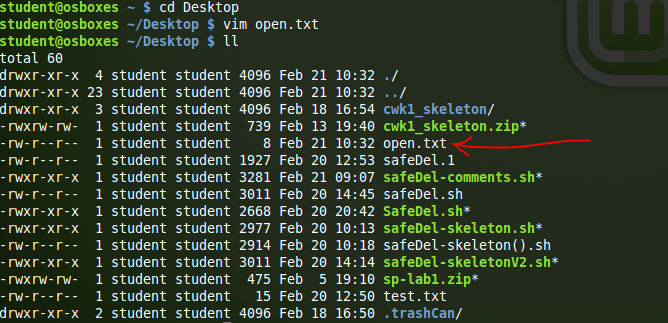 student@osboxes ~ $ cd Desktop
student@osboxes ~/Desktop $ vim open.txt
student@osboxes ~/Desktop $ ll
total 60
drwxr-xr-x  4 student student 4096 Feb 21 10:32 ./
drwxr-xr-x 23 student student 4096 Feb 21 10:32 ../
drwxr-xr-x  3 student student 4096 Feb 18 16:54 cwk1_skeleton/
-rwxrw-rw-  1 student student  739 Feb 13 19:40 cwk1_skeleton.zip*
-rw-r--r--  1 student student    8 Feb 21 10:32 open.txt
-rw-r--r--  1 student student 1927 Feb 20 12:53 safeDel.1
-rwxr-xr-x  1 student student 3281 Feb 21 09:07 safeDel-comments.sh*
-rw-r--r--  1 student student 3011 Feb 20 14:45 safeDel.sh
-rwxr-xr-x  1 student student 2668 Feb 20 20:42 SafeDel.sh*
-rwxr-xr-x  1 student student 2977 Feb 20 10:13 safeDel-skeleton.sh*
-rw-r--r--  1 student student 2914 Feb 20 10:18 safeDel-skeleton().sh
-rwxr-xr-x  1 student student 3011 Feb 20 14:14 safeDel-skeletonV2.sh*
-rwxrw-rw-  1 student student  475 Feb  5 19:10 sp-lab1.zip*
-rw-r--r--  1 student student   15 Feb 20 12:50 test.txt
drwxr-xr-x  2 student student 4096 Feb 18 16:50 .trashCan/